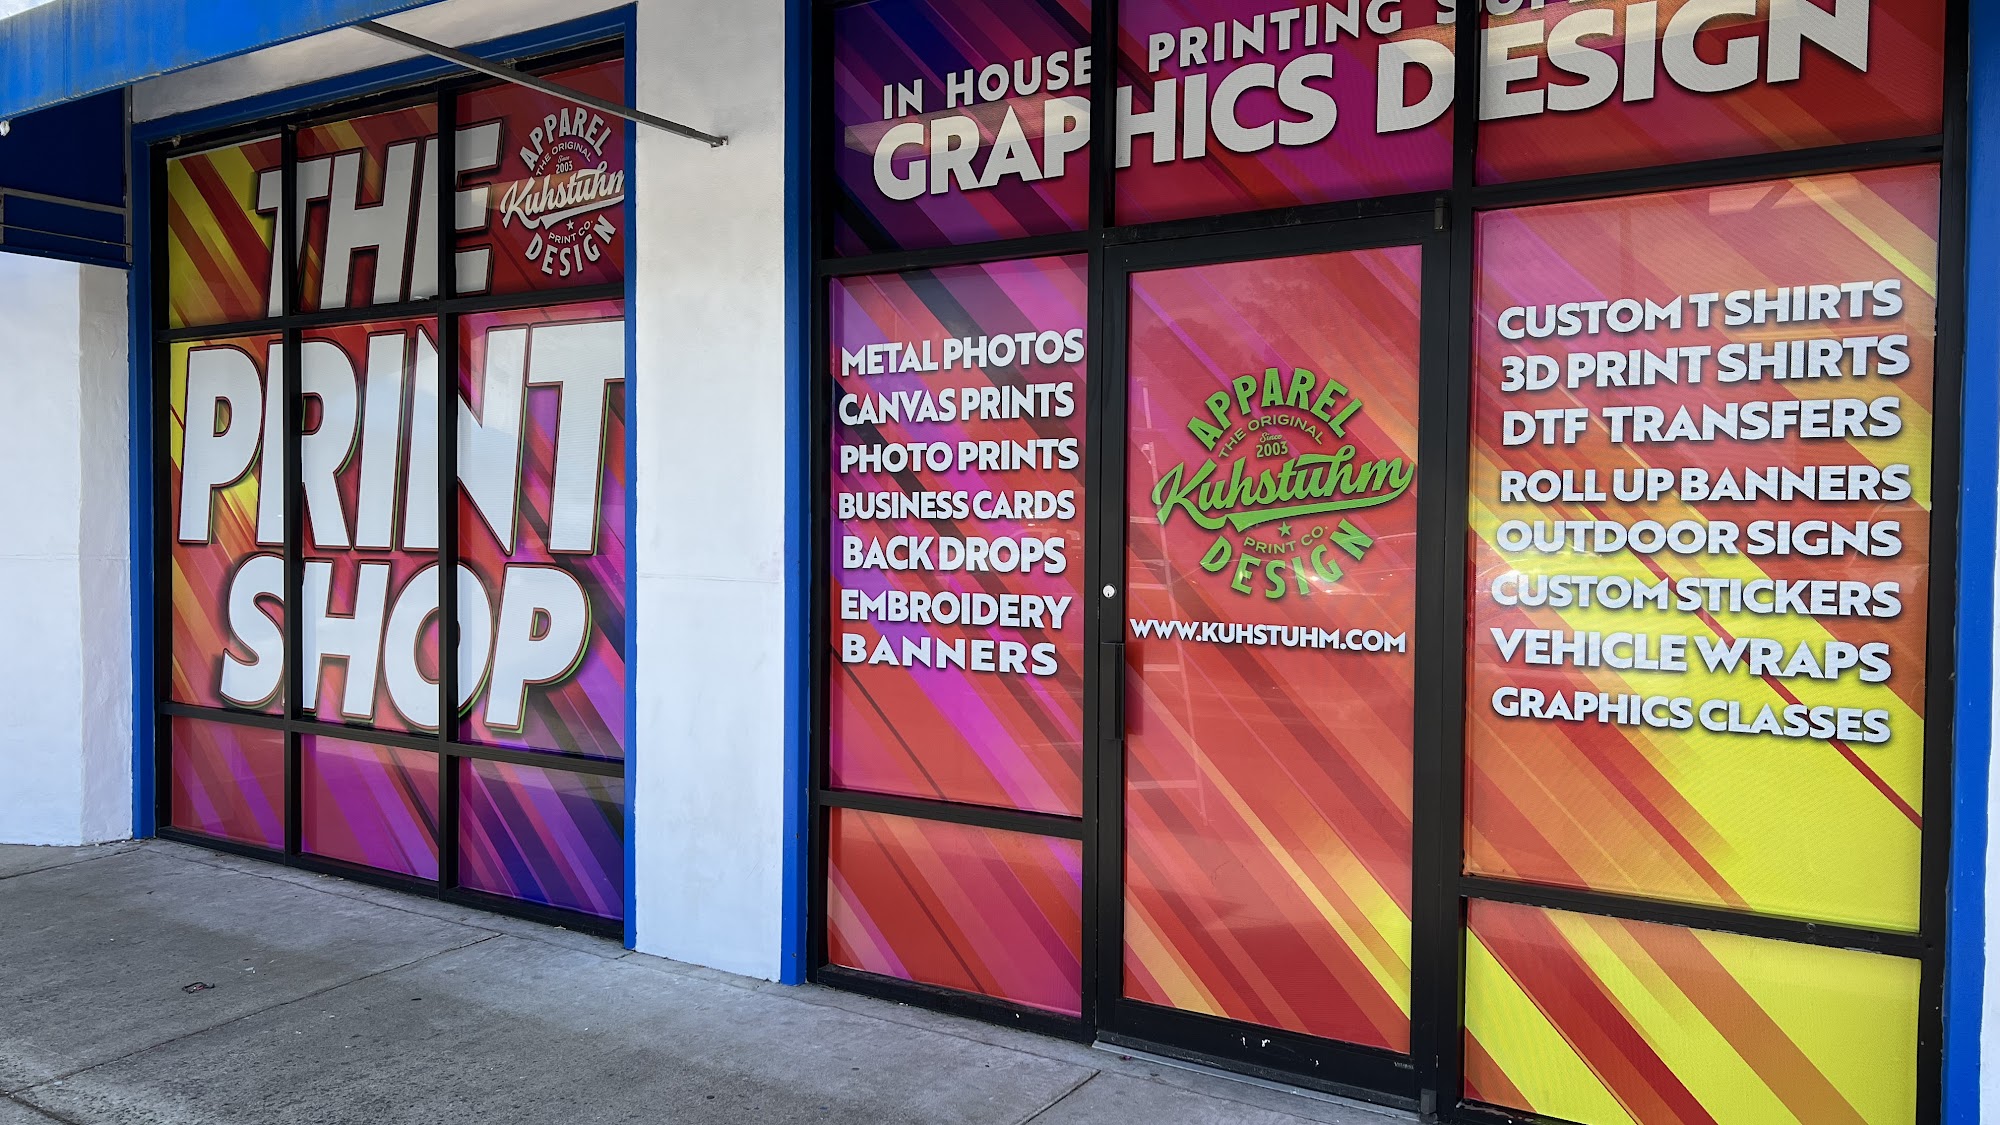 THE
PRINT
SHOP
APPAREL
THE ORIGINAL
Since
2003
Kuhstuhm
PRINT CO.
DESIGN
IN HOUSE PRINTING
GRAPHICS DESIGN
METAL PHOTOS
CANVAS PRINTS
PHOTO PRINTS
BUSINESS CARDS
BACK DROPS
EMBROIDERY
BANNERS
APPAREL
THE ORIGINAL
Since
2003
Kuhstuhm
PRINT CO.
DESIGN
WWW.KUHSTUHM.COM
CUSTOM T SHIRTS
3D PRINT SHIRTS
DTF TRANSFERS
ROLL UP BANNERS
OUTDOOR SIGNS
CUSTOM STICKERS
VEHICLE WRAPS
GRAPHICS CLASSES